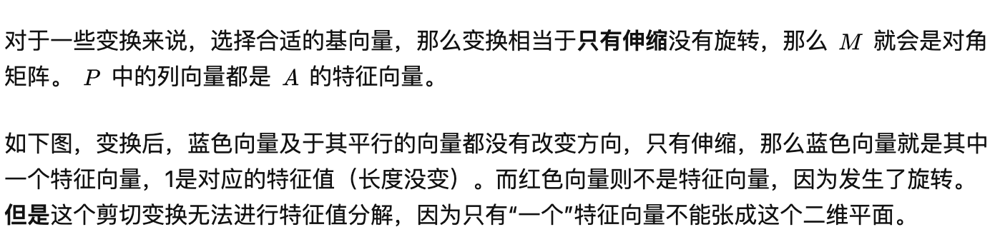 对于一些变换来说，选择合适的基向量，那么变换相当于只有伸缩没有旋转，那么 M 就会是对角
矩阵。 P 中的列向量都是 A 的特征向量。
如下图，变换后，蓝色向量及于其平行的向量都没有改变方向，只有伸缩，那么蓝色向量就是其中
一个特征向量，1是对应的特征值（长度没变）。而红色向量则不是特征向量，因为发生了旋转。
但是这个剪切变换无法进行特征值分解，因为只有“一个”特征向量不能张成这个二维平面。